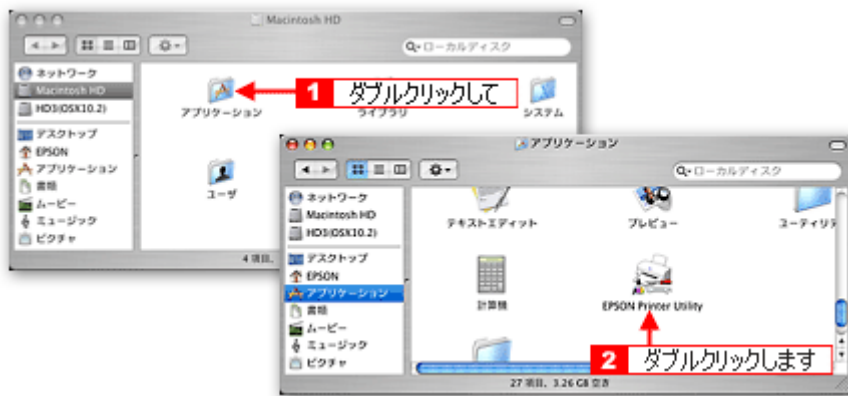 Macintosh HD
ローカルディスク
ネットワーク
Macintosh HD
HD3(OSX10.2)
デスクトップ
EPSON
アプリケーション
書類
ムービー
ミュージック
ピクチャ
アプリケーション
1 ダブルクリックして
ライブラリ
システム
ユーザ
4 項目、
アプリケーション
ローカルディスク
ネットワーク
Macintosh HD
HD3(OSX10.2)
デスクトップ
EPSON
アプリケーション
書類
ムービー
ミュージック
ピクチャ
テキストエディット
プレビュー
ユーティリテ
計算機
EPSON Printer Utility
2 ダブルクリックします
27 項目、3.26 GB 空き